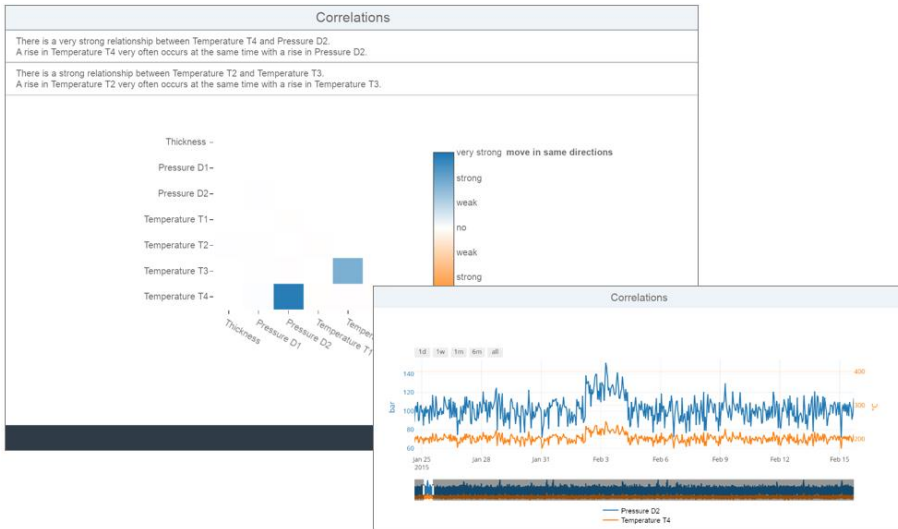 Correlations
There is a very strong relationship between Temperature T4 and Pressure D2.
A rise in Temperature T4 very often occurs at the same time with a rise in Pressure D2.
There is a strong relationship between Temperature T2 and Temperature T3.
A rise in Temperature T2 very often occurs at the same time with a rise in Temperature T3.
Thickness
Pressure D1
Pressure D2
Temperature T1
Temperature T2
Temperature T3
Temperature T4
Thickness
Pressure D1
Pressure D2
Temperature T1
very strong move in same directions
strong
weak
no
weak
strong
Correlations
1d 1w 1m 6m all
140
120
100
80
60
bar
400
300
200
°C
Jan 25 Jan 28 Jan 31 Feb 3 Feb 6 Feb 9 Feb 12 Feb 15
2015
Pressure D2
Temperature T4